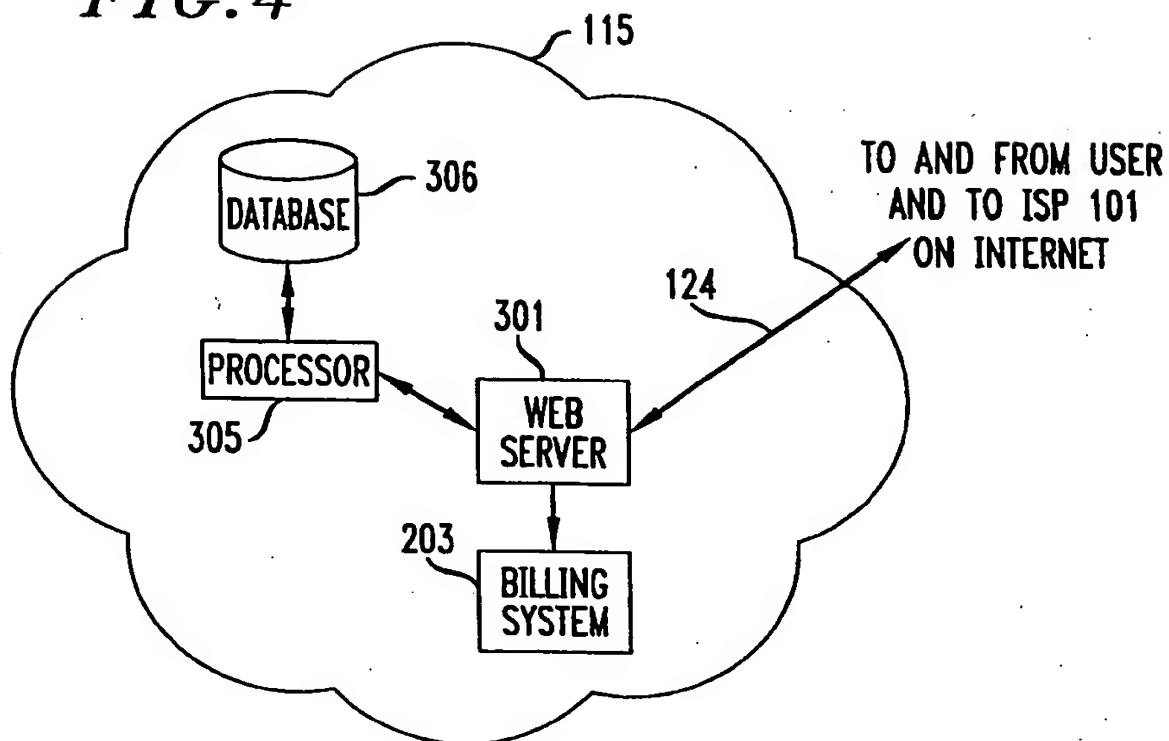 FIG. 4
115
306
DATABASE
TO AND FROM USER
AND TO ISP 101
ON INTERNET
124
301
PROCESSOR
305
WEB
SERVER
203
BILLING
SYSTEM